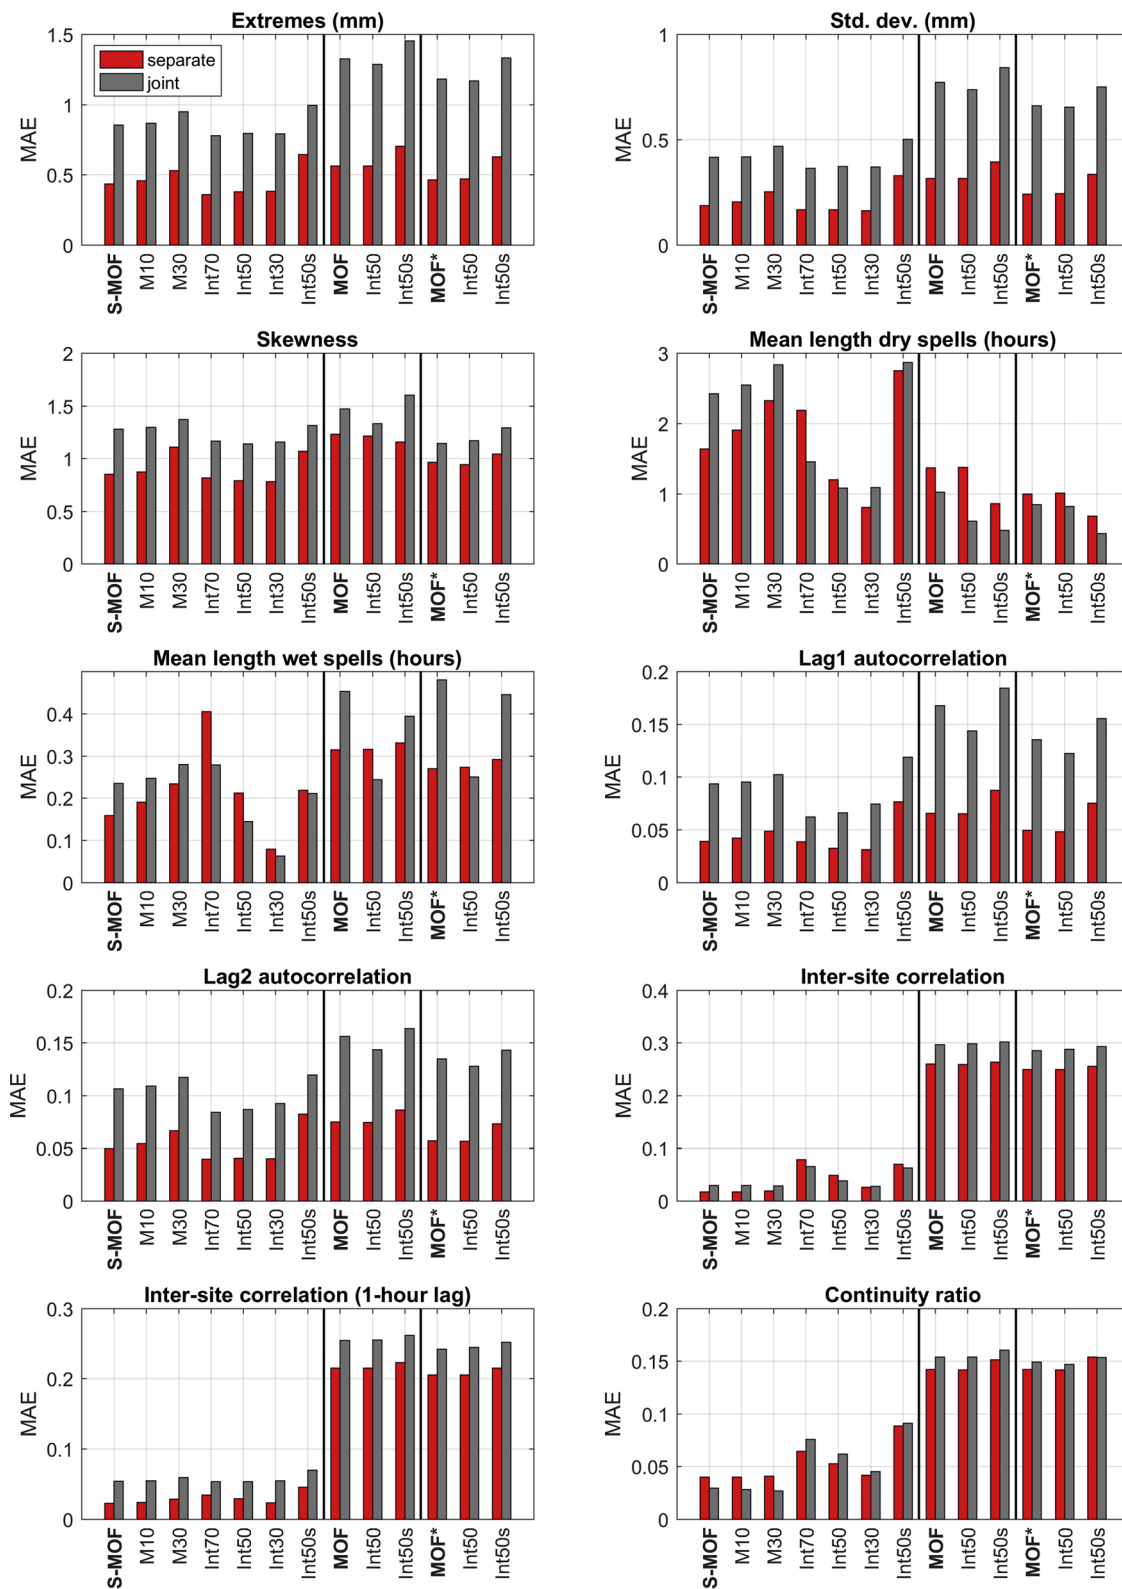 Extremes (mm)
1.5
1
0.5
0
MAE
separate
joint
S-MOF
M10
M30
Int70
Int50
Int30
Int50s
MOF
Int50
Int50s
MOF*
Int50
Int50s
Std. dev. (mm)
1
0.5
0
MAE
S-MOF
M10
M30
Int70
Int50
Int30
Int50s
MOF
Int50
Int50s
MOF*
Int50
Int50s
Skewness
2
1.5
1
0.5
0
MAE
S-MOF
M10
M30
Int70
Int50
Int30
Int50s
MOF
Int50
Int50s
MOF*
Int50
Int50s
Mean length dry spells (hours)
3
2
1
0
MAE
S-MOF
M10
M30
Int70
Int50
Int30
Int50s
MOF
Int50
Int50s
MOF*
Int50
Int50s
Mean length wet spells (hours)
0.4
0.3
0.2
0.1
0
MAE
S-MOF
M10
M30
Int70
Int50
Int30
Int50s
MOF
Int50
Int50s
MOF*
Int50
Int50s
Lag1 autocorrelation
0.2
0.15
0.1
0.05
0
MAE
S-MOF
M10
M30
Int70
Int50
Int30
Int50s
MOF
Int50
Int50s
MOF*
Int50
Int50s
Lag2 autocorrelation
0.2
0.15
0.1
0.05
0
MAE
S-MOF
M10
M30
Int70
Int50
Int30
Int50s
MOF
Int50
Int50s
MOF*
Int50
Int50s
Inter-site correlation
0.4
0.3
0.2
0.1
0
MAE
S-MOF
M10
M30
Int70
Int50
Int30
Int50s
MOF
Int50
Int50s
MOF*
Int50
Int50s
Inter-site correlation (1-hour lag)
0.3
0.2
0.1
0
MAE
S-MOF
M10
M30
Int70
Int50
Int30
Int50s
MOF
Int50
Int50s
MOF*
Int50
Int50s
Continuity ratio
0.2
0.15
0.1
0.05
0
MAE
S-MOF
M10
M30
Int70
Int50
Int30
Int50s
MOF
Int50
Int50s
MOF*
Int50
Int50s